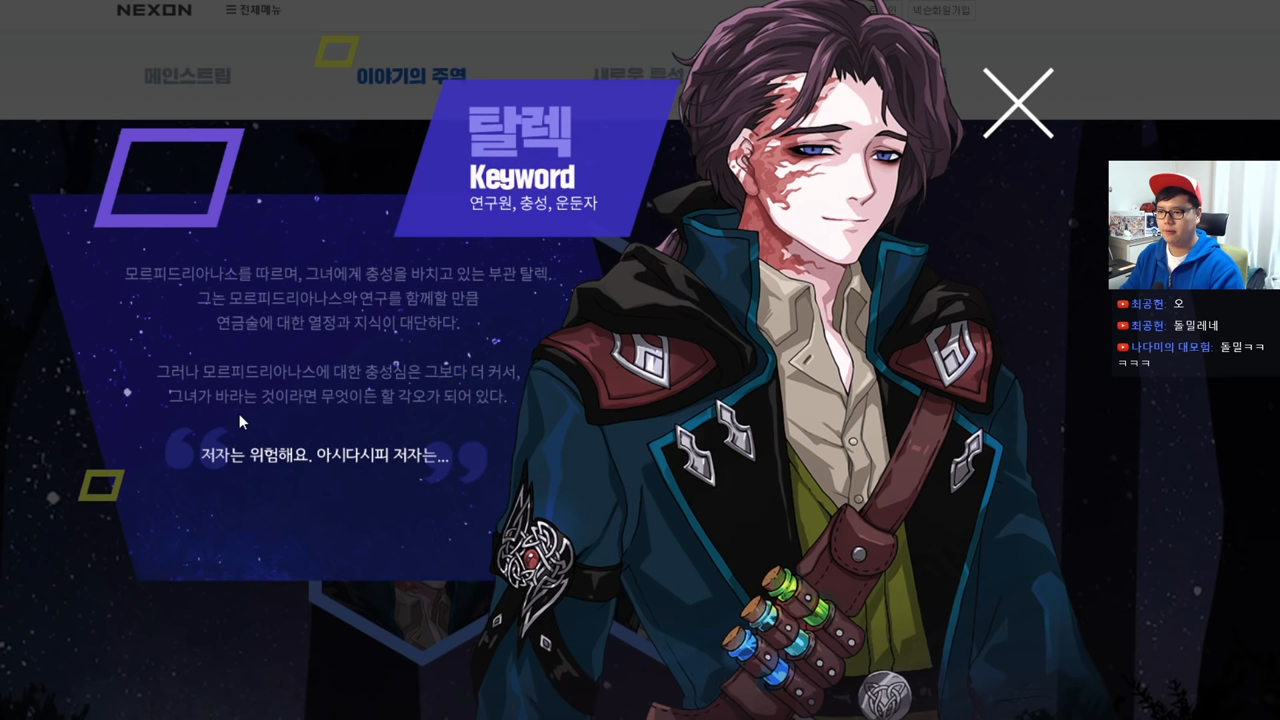 NEXON
전체메뉴
넥슨회원가입
메인스트림
이야기의 주역
탈렉
Keyword
연구원, 충성, 운둔자
모르피드리아나스를 따르며, 그녀에게 충성을 바치고 있는 부관 탈렉.
그는 모르피드리아나스와 연구를 함께할 만큼
연금술에 대한 열정과 지식이 대단하다.
그러나 모르피드리아나스에 대한 충성심은 그보다 더 커서,
그녀가 바라는 것이라면 무엇이든 할 각오가 되어 있다.
“ 저자는 위험해요. 아시다시피 저자는... ”
최공헌: 오
최공헌: 돌밀레네
나다미의 대모험: 돌밀ㅋㅋ
ㅋㅋㅋ